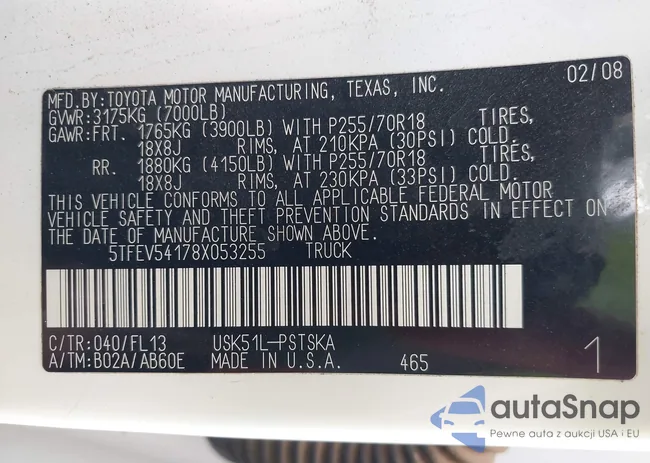 02/08
MFD.BY:TOYOTA MOTOR MANUFACTURING, TEXAS, INC.
GVWR:3175KG (7000LB)
GAWR:FRT. 1765KG (3900LB) WITH P255/70R18 TIRES,
18X8J RIMS, AT 210KPA (30PSI) COLD.
RR. 1880KG (4150LB) WITH P255/70R18 TIRES,
18X8J RIMS, AT 230KPA (33PSI) COLD.
THIS VEHICLE CONFORMS TO ALL APPLICABLE FEDERAL MOTOR
VEHICLE SAFETY AND THEFT PREVENTION STANDARDS IN EFFECT ON
THE DATE OF MANUFACTURE SHOWN ABOVE.
5TFEV54178X053255 TRUCK
C/TR:040/FL13 USK51L-PSTSKA
A/TM:B02A/AB60E MADE IN U.S.A. 465 1
autaSnap
Pewne auta z aukcji USA i EU